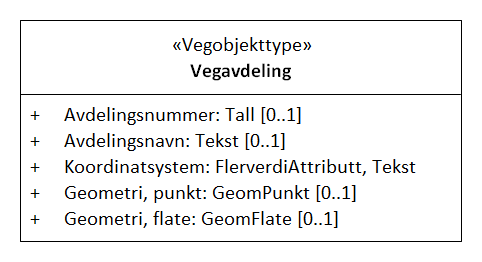 «Vegobjekttype»
Vegavdeling
+ Avdelingsnummer: Tall [0..1]
+ Avdelingsnavn: Tekst [0..1]
+ Koordinatsystem: FlerverdiAttributt, Tekst
+ Geometri, punkt: GeomPunkt [0..1]
+ Geometri, flate: GeomFlate [0..1]